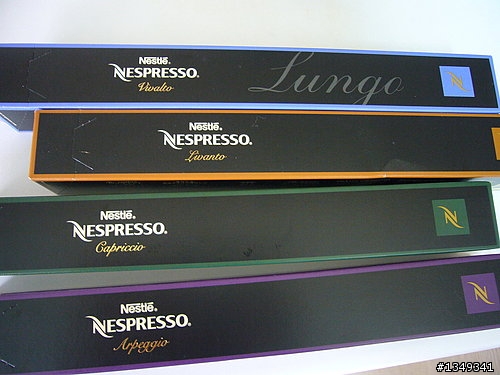 Nestlé®
NESPRESSO®
Vivalto
Lungo
N
Nestlé®
NESPRESSO®
Livanto
Nestlé®
NESPRESSO®
Capriccio
N
Nestlé®
NESPRESSO®
Arpeggio
N
#1349341